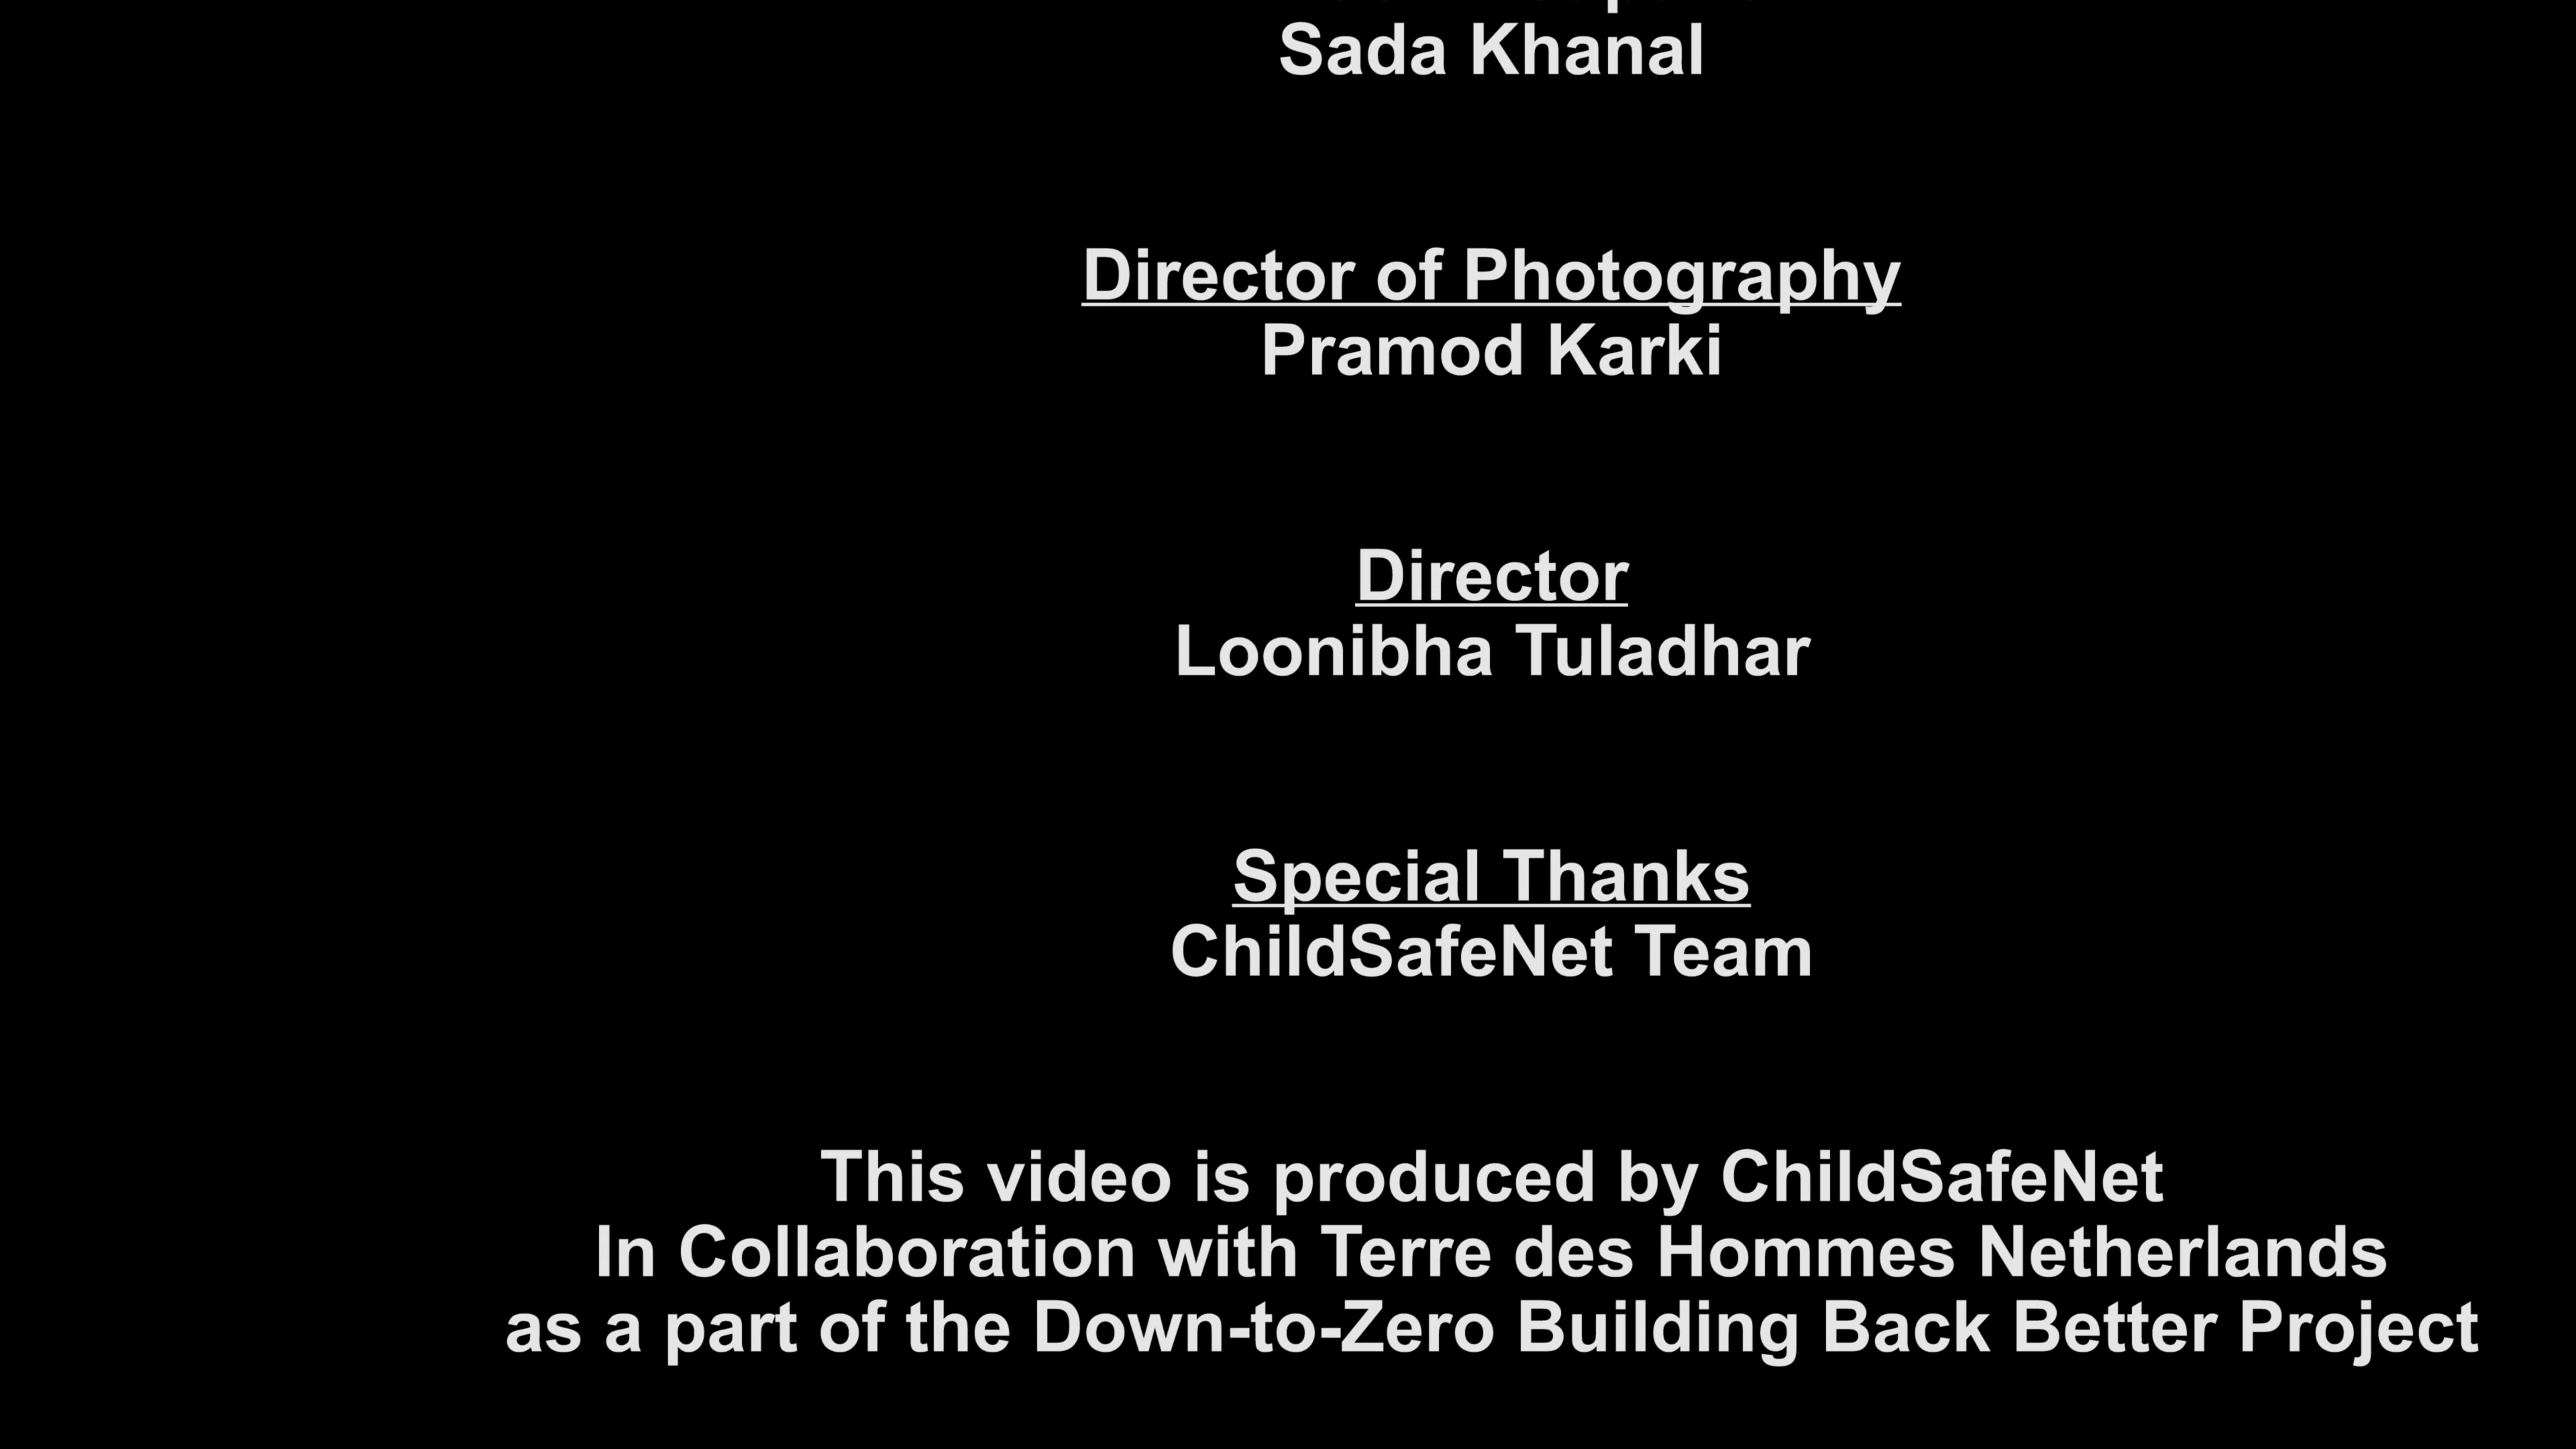 Sada Khanal
Director of Photography
Pramod Karki
Director
Loonibha Tuladhar
Special Thanks
ChildSafeNet Team
This video is produced by ChildSafeNet
In Collaboration with Terre des Hommes Netherlands
as a part of the Down-to-Zero Building Back Better Project